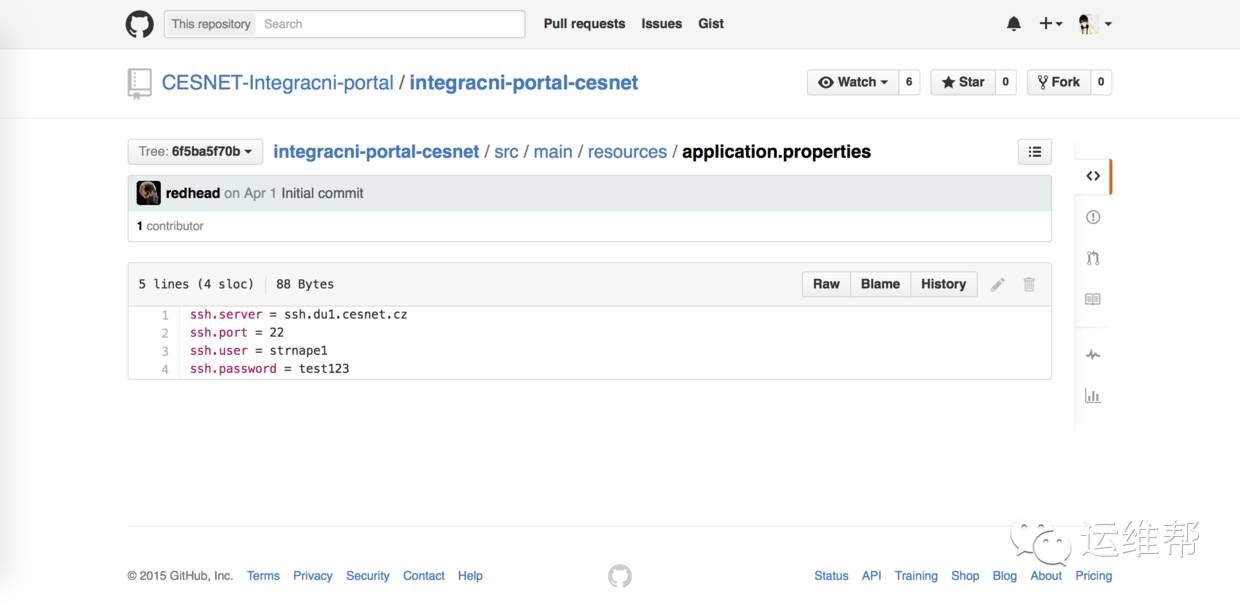 This repository Search Pull requests Issues Gist
CESNET-Integracni-portal / integracni-portal-cesnet Watch 6 Star 0 Fork 0
Tree: 6f5ba5f70b integracni-portal-cesnet / src / main / resources / application.properties
redhead on Apr 1 Initial commit
1 contributor
5 lines (4 sloc) 88 Bytes Raw Blame History
1 ssh.server = ssh.du1.cesnet.cz
2 ssh.port = 22
3 ssh.user = strnape1
4 ssh.password = test123
运维帮
© 2015 GitHub, Inc. Terms Privacy Security Contact Help Status API Training Shop Blog About Pricing